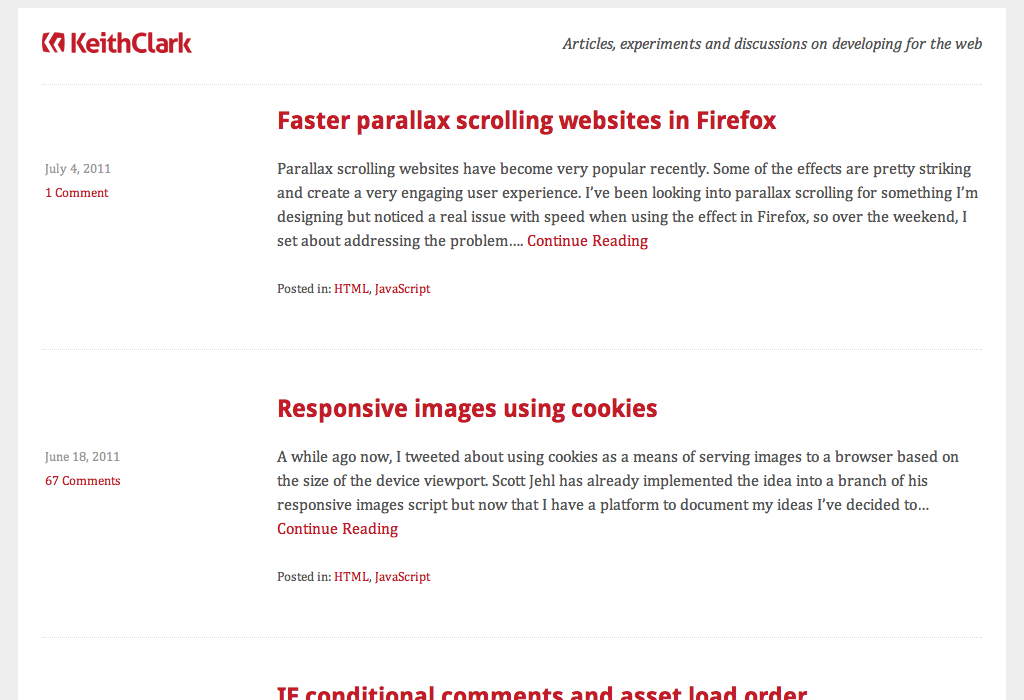 KeithClark
Articles, experiments and discussions on developing for the web
Faster parallax scrolling websites in Firefox
July 4, 2011
1 Comment
Parallax scrolling websites have become very popular recently. Some of the effects are pretty striking
and create a very engaging user experience. I’ve been looking into parallax scrolling for something I’m
designing but noticed a real issue with speed when using the effect in Firefox, so over the weekend, I
set about addressing the problem…. Continue Reading
Posted in: HTML, JavaScript
Responsive images using cookies
June 18, 2011
67 Comments
A while ago now, I tweeted about using cookies as a means of serving images to a browser based on
the size of the device viewport. Scott Jehl has already implemented the idea into a branch of his
responsive images script but now that I have a platform to document my ideas I’ve decided to…
Continue Reading
Posted in: HTML, JavaScript
IE conditional comments and asset load order